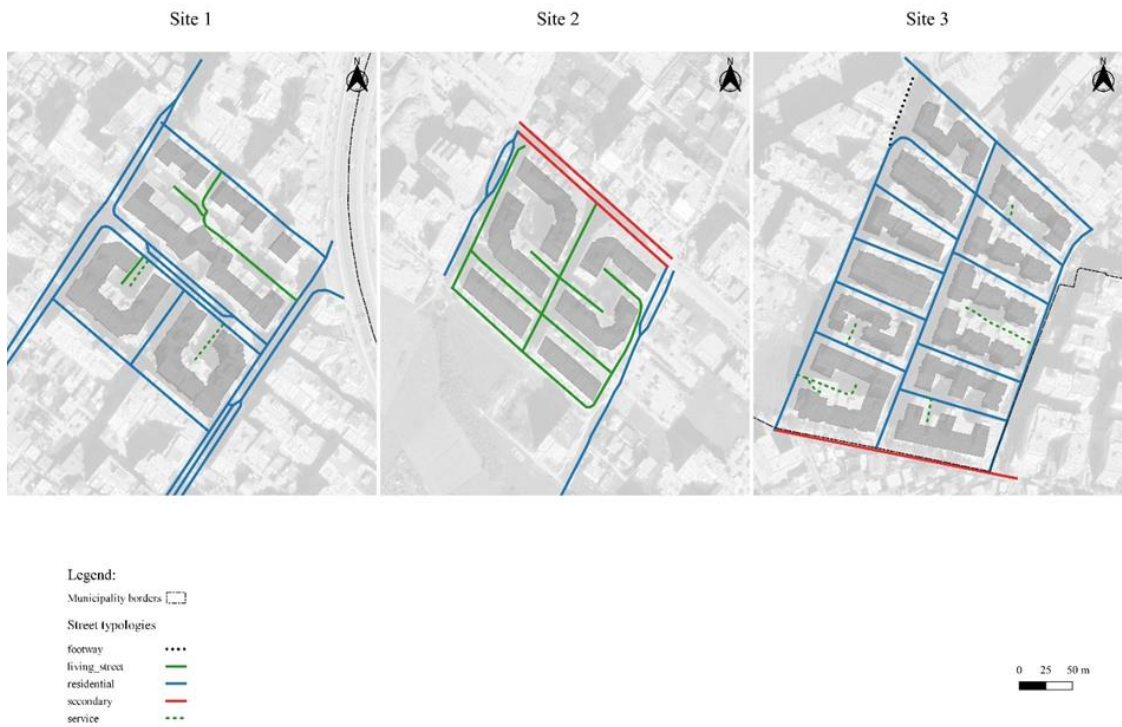 Site 1
Site 2
Site 3
N
N
N
Legend:
Municipality borders
Street typologies
footway
living_street
residential
secondary
service
0 25 50 m